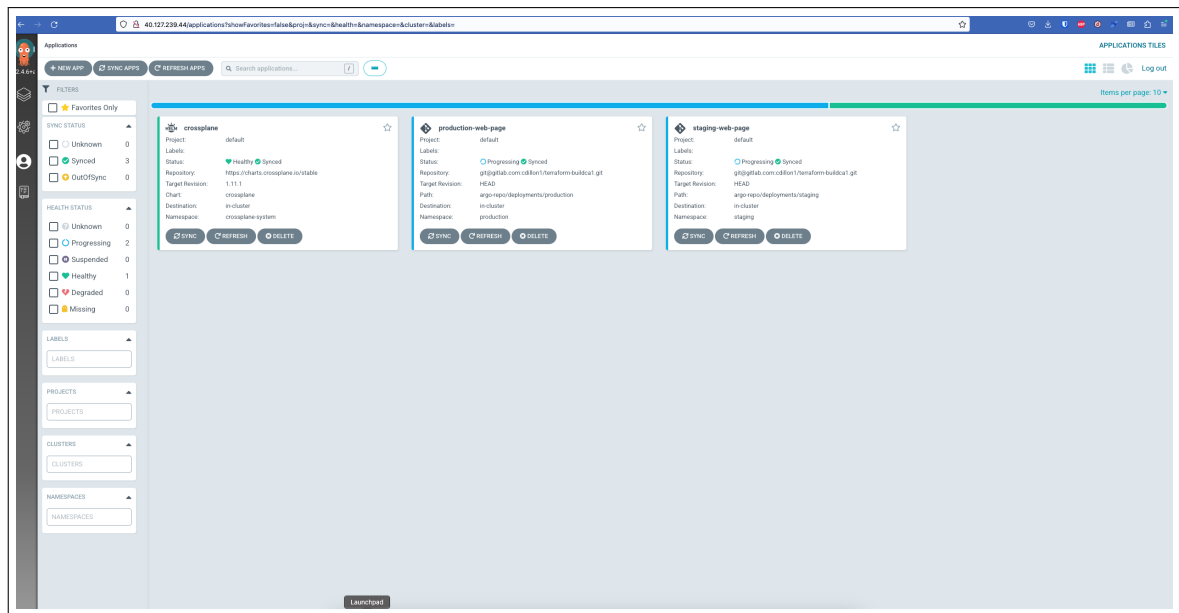 40.127.239.44/applications?showFavorites=false&proj=&sync=&health=&namespace=&cluster=&labels=
Applications
APPLICATIONS TILES
+ NEW APP
SYNC APPS
REFRESH APPS
Search applications...
/
Log out
FILTERS
Items per page: 10
Favorites Only
SYNC STATUS
Unknown 0
Synced 3
OutOfSync 0
HEALTH STATUS
Unknown 0
Progressing 2
Suspended 0
Healthy 1
Degraded 0
Missing 0
LABELS
LABELS
PROJECTS
PROJECTS
CLUSTERS
CLUSTERS
NAMESPACES
NAMESPACES
crossplane
Project: default
Labels:
Status: Healthy Synced
Repository: https://charts.crossplane.io/stable
Target Revision: 1.11.1
Chart: crossplane
Destination: in-cluster
Namespace: crossplane-system
SYNC REFRESH DELETE
production-web-page
Project: default
Labels:
Status: Progressing Synced
Repository: git@gitlab.com:cdillon1/terraform-buildca1.git
Target Revision: HEAD
Path: argo-repo/deployments/production
Destination: in-cluster
Namespace: production
SYNC REFRESH DELETE
staging-web-page
Project: default
Labels:
Status: Progressing Synced
Repository: git@gitlab.com:cdillon1/terraform-buildca1.git
Target Revision: HEAD
Path: argo-repo/deployments/staging
Destination: in-cluster
Namespace: staging
SYNC REFRESH DELETE
Launchpad